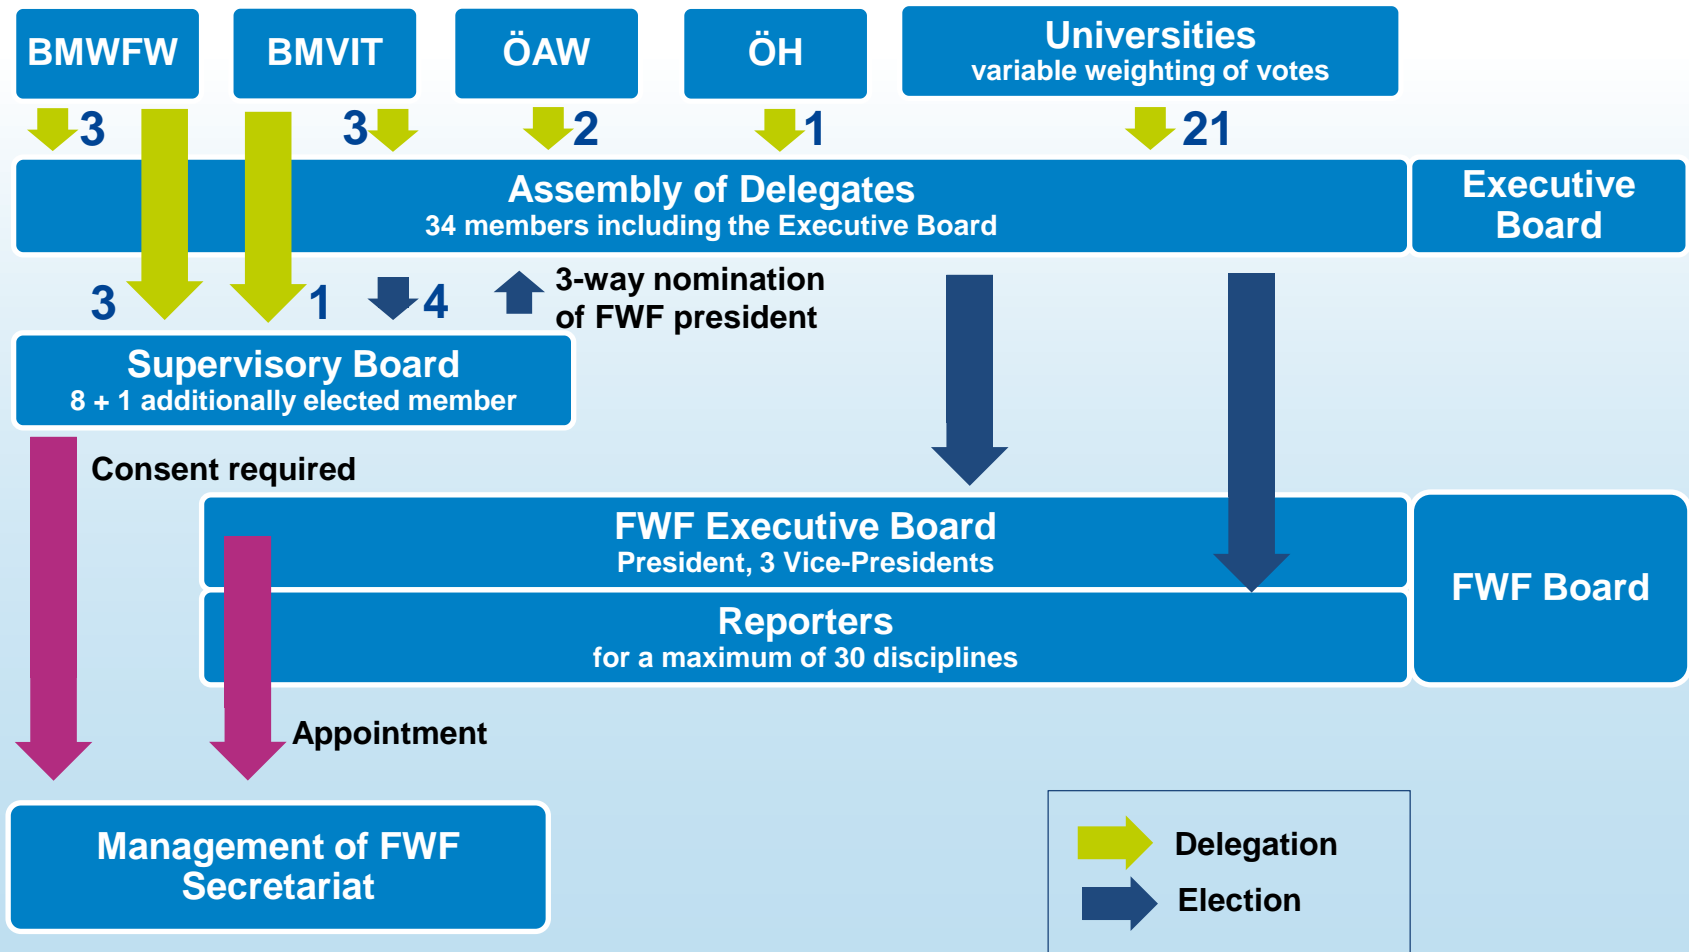 BMWFW
BMVIT
ÖAW
ÖH
Universities
variable weighting of votes
3
3
2
1
21
Assembly of Delegates
34 members including the Executive Board
Executive
Board
3
1
4
3-way nomination
of FWF president
Supervisory Board
8 + 1 additionally elected member
Consent required
FWF Executive Board
President, 3 Vice-Presidents
Reporters
for a maximum of 30 disciplines
FWF Board
Appointment
Management of FWF
Secretariat
Delegation
Election